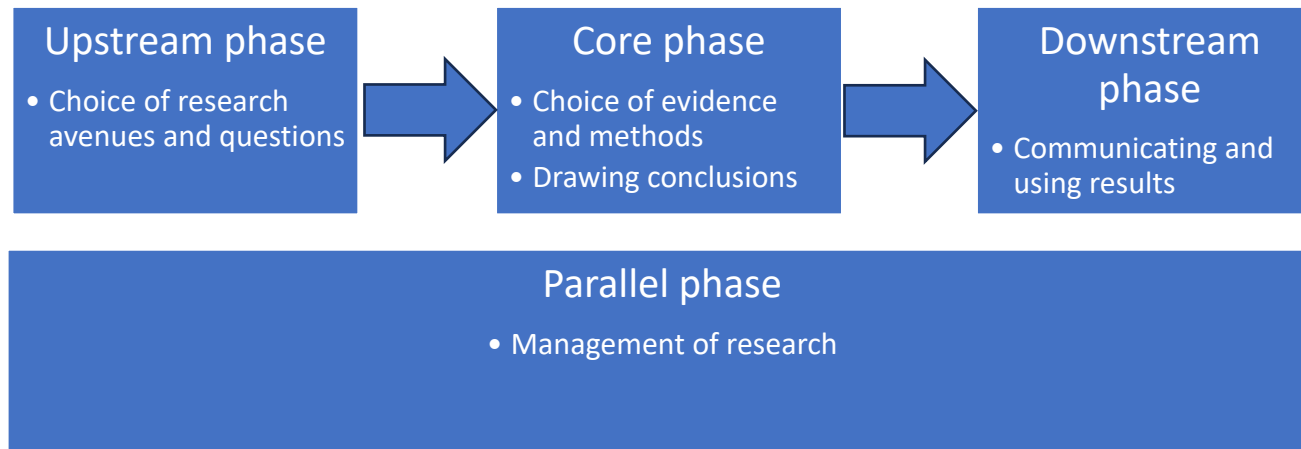 Upstream phase
• Choice of research
avenues and questions
Core phase
• Choice of evidence
and methods
• Drawing conclusions
Downstream
phase
• Communicating and
using results
Parallel phase
• Management of research